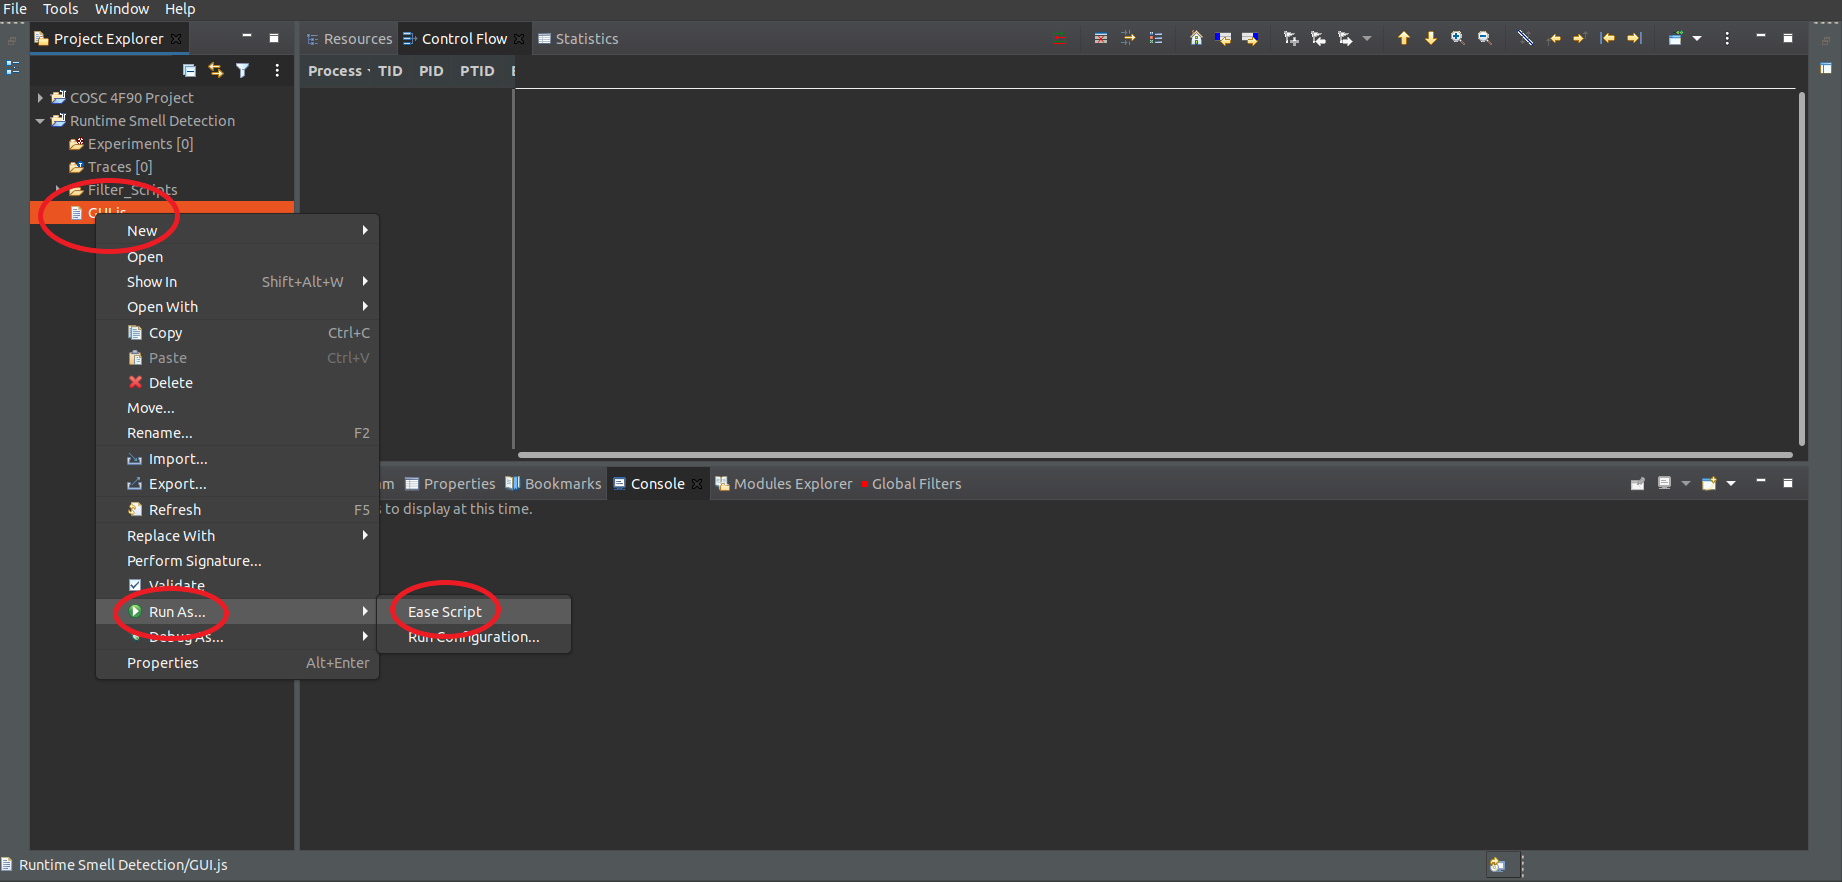 File Tools Window Help
Project Explorer
Resources Control Flow Statistics
Process TID PID PTID
COSC 4F90 Project
Runtime Smell Detection
Experiments [0]
Traces [0]
Filter_Scripts
GUI.js
New
Open
Show In Shift+Alt+W
Open With
Copy Ctrl+C
Paste Ctrl+V
Delete
Move...
Rename... F2
Import...
Export...
Refresh F5
Replace With
Perform Signature...
Validate
Run As...
Debug As...
Properties Alt+Enter
Ease Script
Run Configuration...
Properties Bookmarks Console Modules Explorer Global Filters
to display at this time.
Runtime Smell Detection/GUI.js